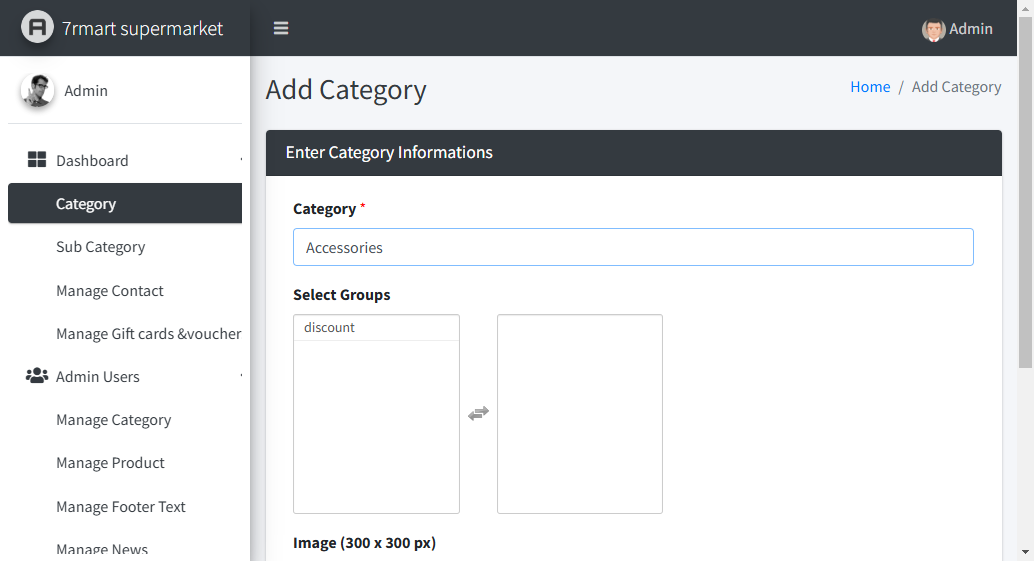 7rmart supermarket
Admin
Admin
Add Category
Home / Add Category
Dashboard
Category
Sub Category
Manage Contact
Manage Gift cards &voucher
Admin Users
Manage Category
Manage Product
Manage Footer Text
Manage News
Enter Category Informations
Category *
Accessories
Select Groups
discount
Image (300 x 300 px)